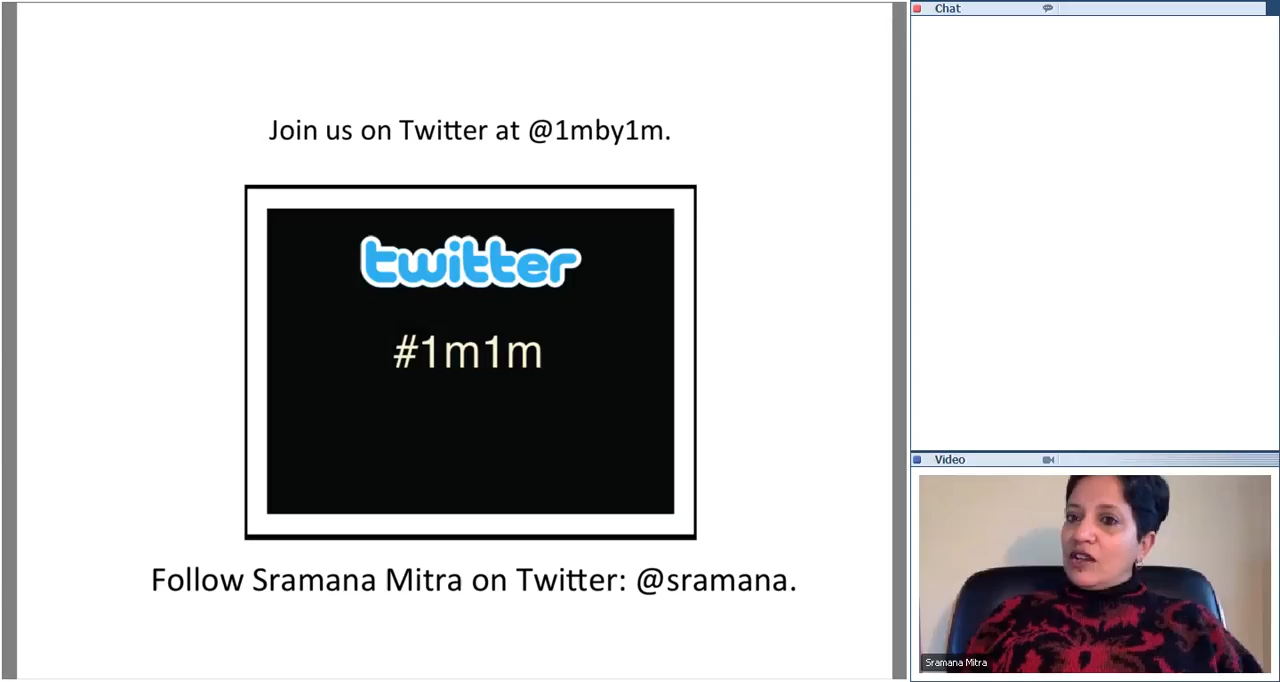 Join us on Twitter at @1mby1m.
twitter
#1m1m
Follow Sramana Mitra on Twitter: @sramana.
Chat
Video
Sramana Mitra